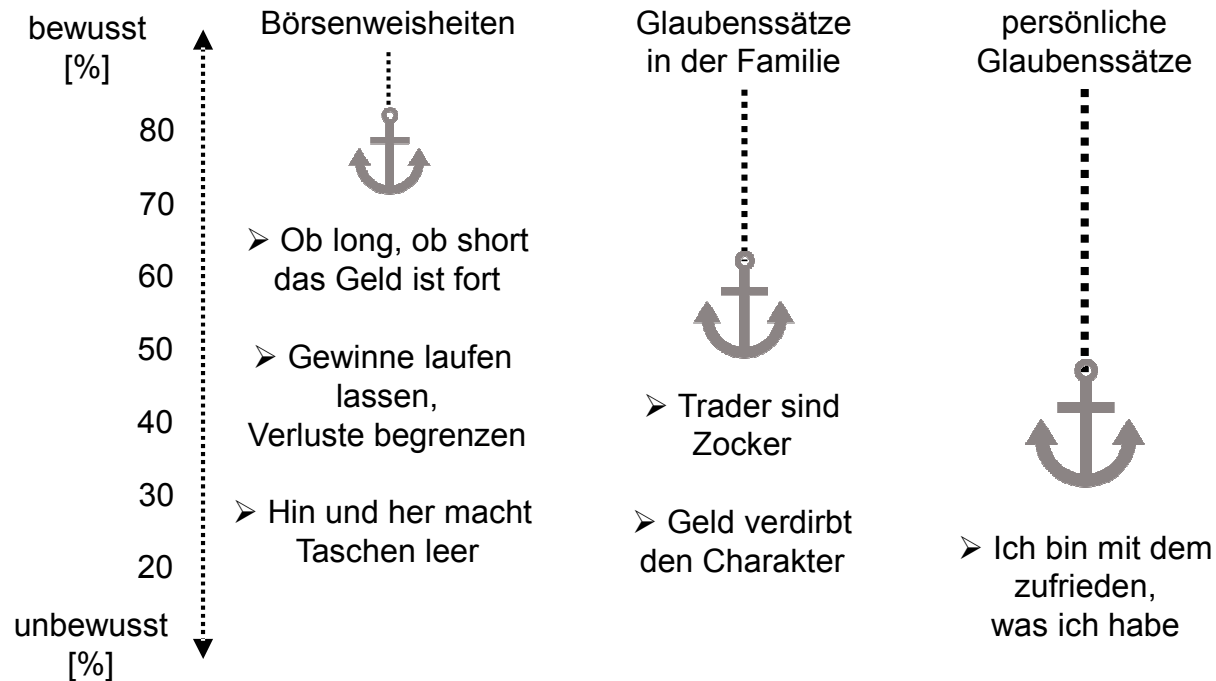 bewusst
[%]
80
70
60
50
40
30
20
unbewusst
[%]
Börsenweisheiten
➢ Ob long, ob short
das Geld ist fort
➢ Gewinne laufen
lassen,
Verluste begrenzen
➢ Hin und her macht
Taschen leer
Glaubenssätze
in der Familie
➢ Trader sind
Zocker
➢ Geld verdirbt
den Charakter
persönliche
Glaubenssätze
➢ Ich bin mit dem
zufrieden,
was ich habe